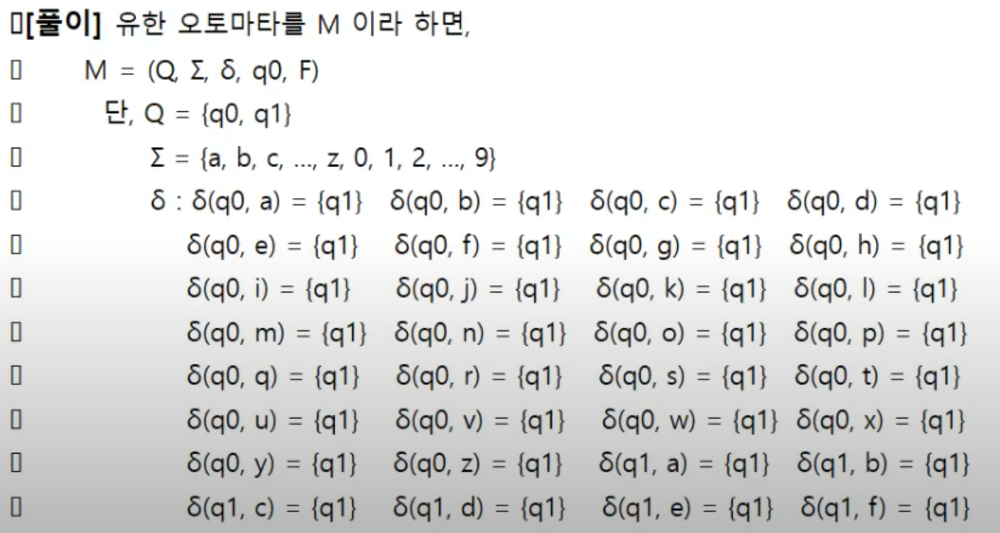 [풀이] 유한 오토마타를 M 이라 하면,
M = (Q, Σ, δ, q0, F)
단, Q = {q0, q1}
Σ = {a, b, c, ..., z, 0, 1, 2, ..., 9}
δ : δ(q0, a) = {q1} δ(q0, b) = {q1} δ(q0, c) = {q1} δ(q0, d) = {q1}
δ(q0, e) = {q1} δ(q0, f) = {q1} δ(q0, g) = {q1} δ(q0, h) = {q1}
δ(q0, i) = {q1} δ(q0, j) = {q1} δ(q0, k) = {q1} δ(q0, l) = {q1}
δ(q0, m) = {q1} δ(q0, n) = {q1} δ(q0, o) = {q1} δ(q0, p) = {q1}
δ(q0, q) = {q1} δ(q0, r) = {q1} δ(q0, s) = {q1} δ(q0, t) = {q1}
δ(q0, u) = {q1} δ(q0, v) = {q1} δ(q0, w) = {q1} δ(q0, x) = {q1}
δ(q0, y) = {q1} δ(q0, z) = {q1} δ(q1, a) = {q1} δ(q1, b) = {q1}
δ(q1, c) = {q1} δ(q1, d) = {q1} δ(q1, e) = {q1} δ(q1, f) = {q1}